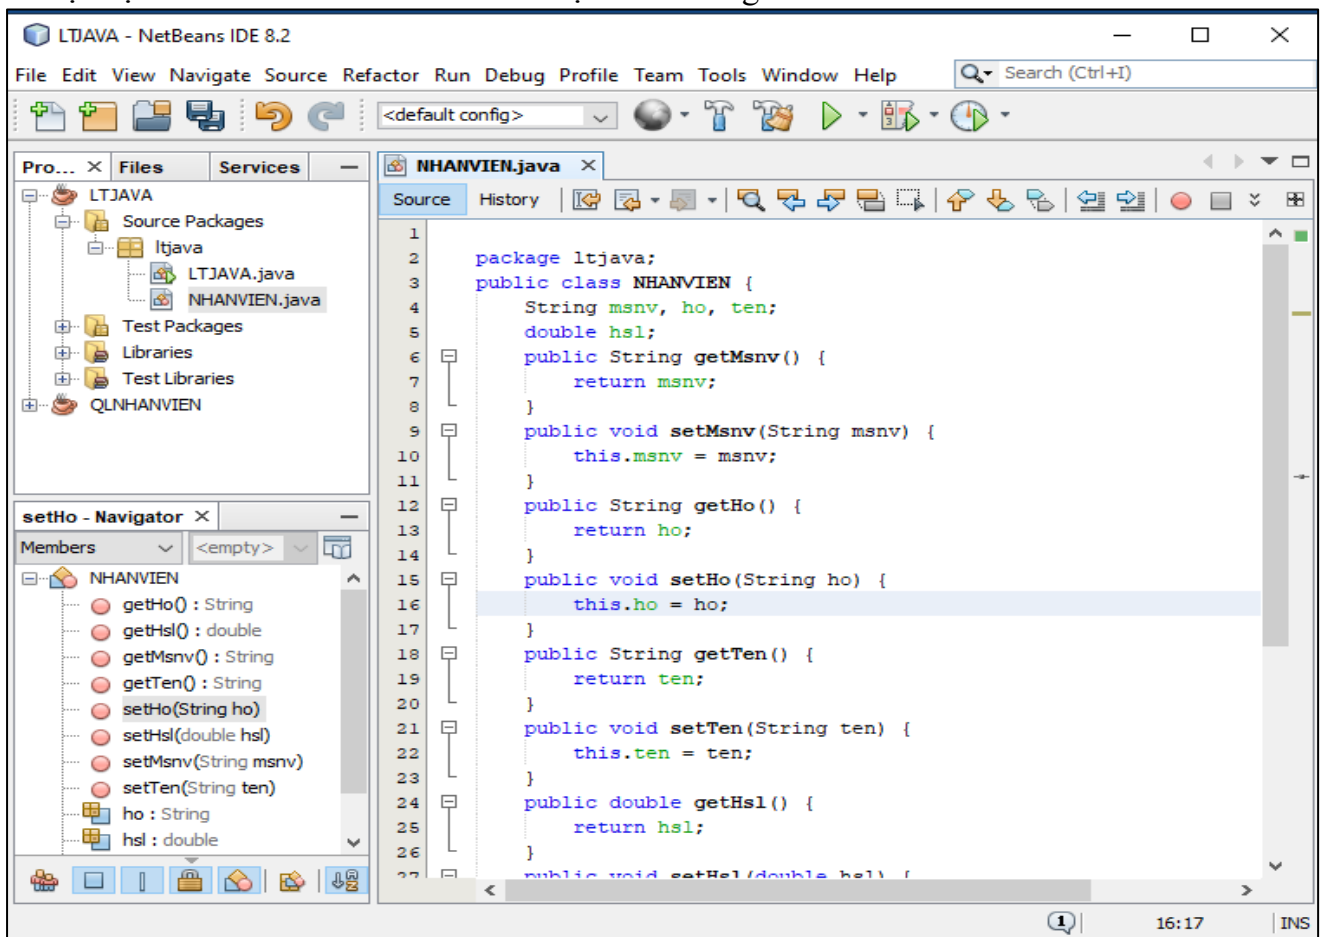 LTJAVA - NetBeans IDE 8.2
File Edit View Navigate Source Refactor Run Debug Profile Team Tools Window Help
Search (Ctrl+I)
<default config>
Pro... Files Services
LTJAVA
Source Packages
ltjava
LTJAVA.java
NHANVIEN.java
Test Packages
Libraries
Test Libraries
QLNHANVIEN
setHo - Navigator
Members <empty>
NHANVIEN
getHo() : String
getHsl() : double
getMsnv() : String
getTen() : String
setHo(String ho)
setHsl(double hsl)
setMsnv(String msnv)
setTen(String ten)
ho : String
hsl : double
NHANVIEN.java
Source History
1
2 package ltjava;
3 public class NHANVIEN {
4 String msnv, ho, ten;
5 double hsl;
6 public String getMsnv() {
7 return msnv;
8 }
9 public void setMsnv(String msnv) {
10 this.msnv = msnv;
11 }
12 public String getHo() {
13 return ho;
14 }
15 public void setHo(String ho) {
16 this.ho = ho;
17 }
18 public String getTen() {
19 return ten;
20 }
21 public void setTen(String ten) {
22 this.ten = ten;
23 }
24 public double getHsl() {
25 return hsl;
26 }
27 public void setHsl(double hsl) {
1 16:17 INS